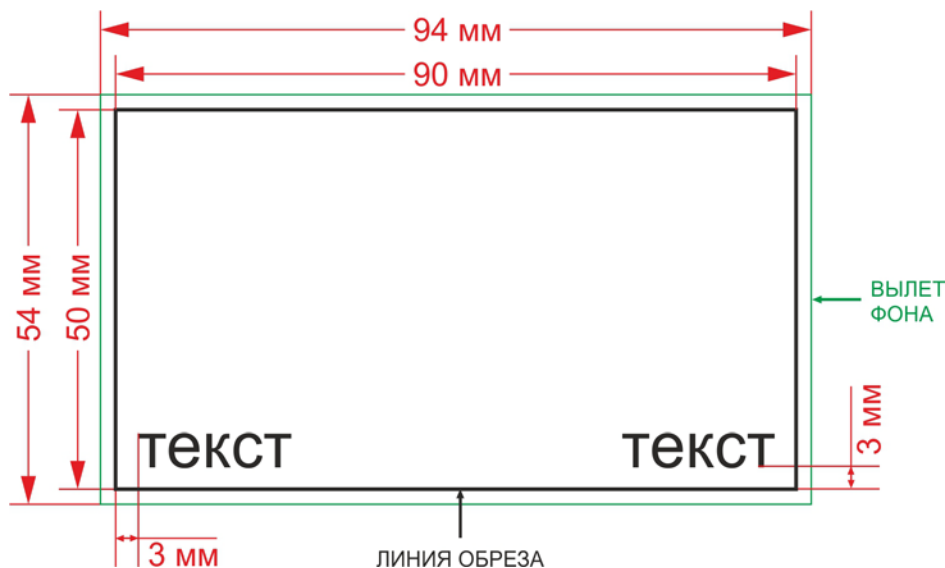 94 мм
90 мм
54 мм
50 мм
ВЫЛЕТ
ФОНА
текст
текст
3 мм
3 мм
ЛИНИЯ ОБРЕЗА